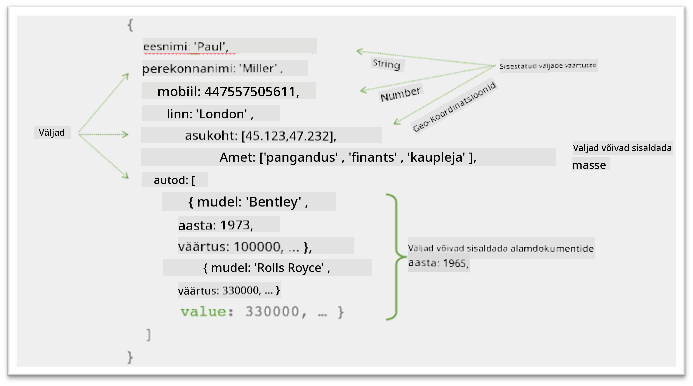 {
eesnimi: 'Paul',
perekonnanimi: 'Miller' ,
String
Sisestatud väljade väärtuste
mobiil: 447557505611,
Number
linn: 'London' ,
Geo-Koordinatsioonid
Väljad
asukoht: [45.123,47.232],
Amet: ['pangandus' , 'finants' , 'kaupleja' ],
Väljad võivad sisaldada
masse
autod: [
{ mudel: 'Bentley' ,
aasta: 1973,
väärtus: 100000, ... },
Väljad võivad sisaldada alamdokumentide
aasta: 1965,
{ mudel: 'Rolls Royce' ,
väärtus: 330000, ... }
value: 330000, … }
]
}